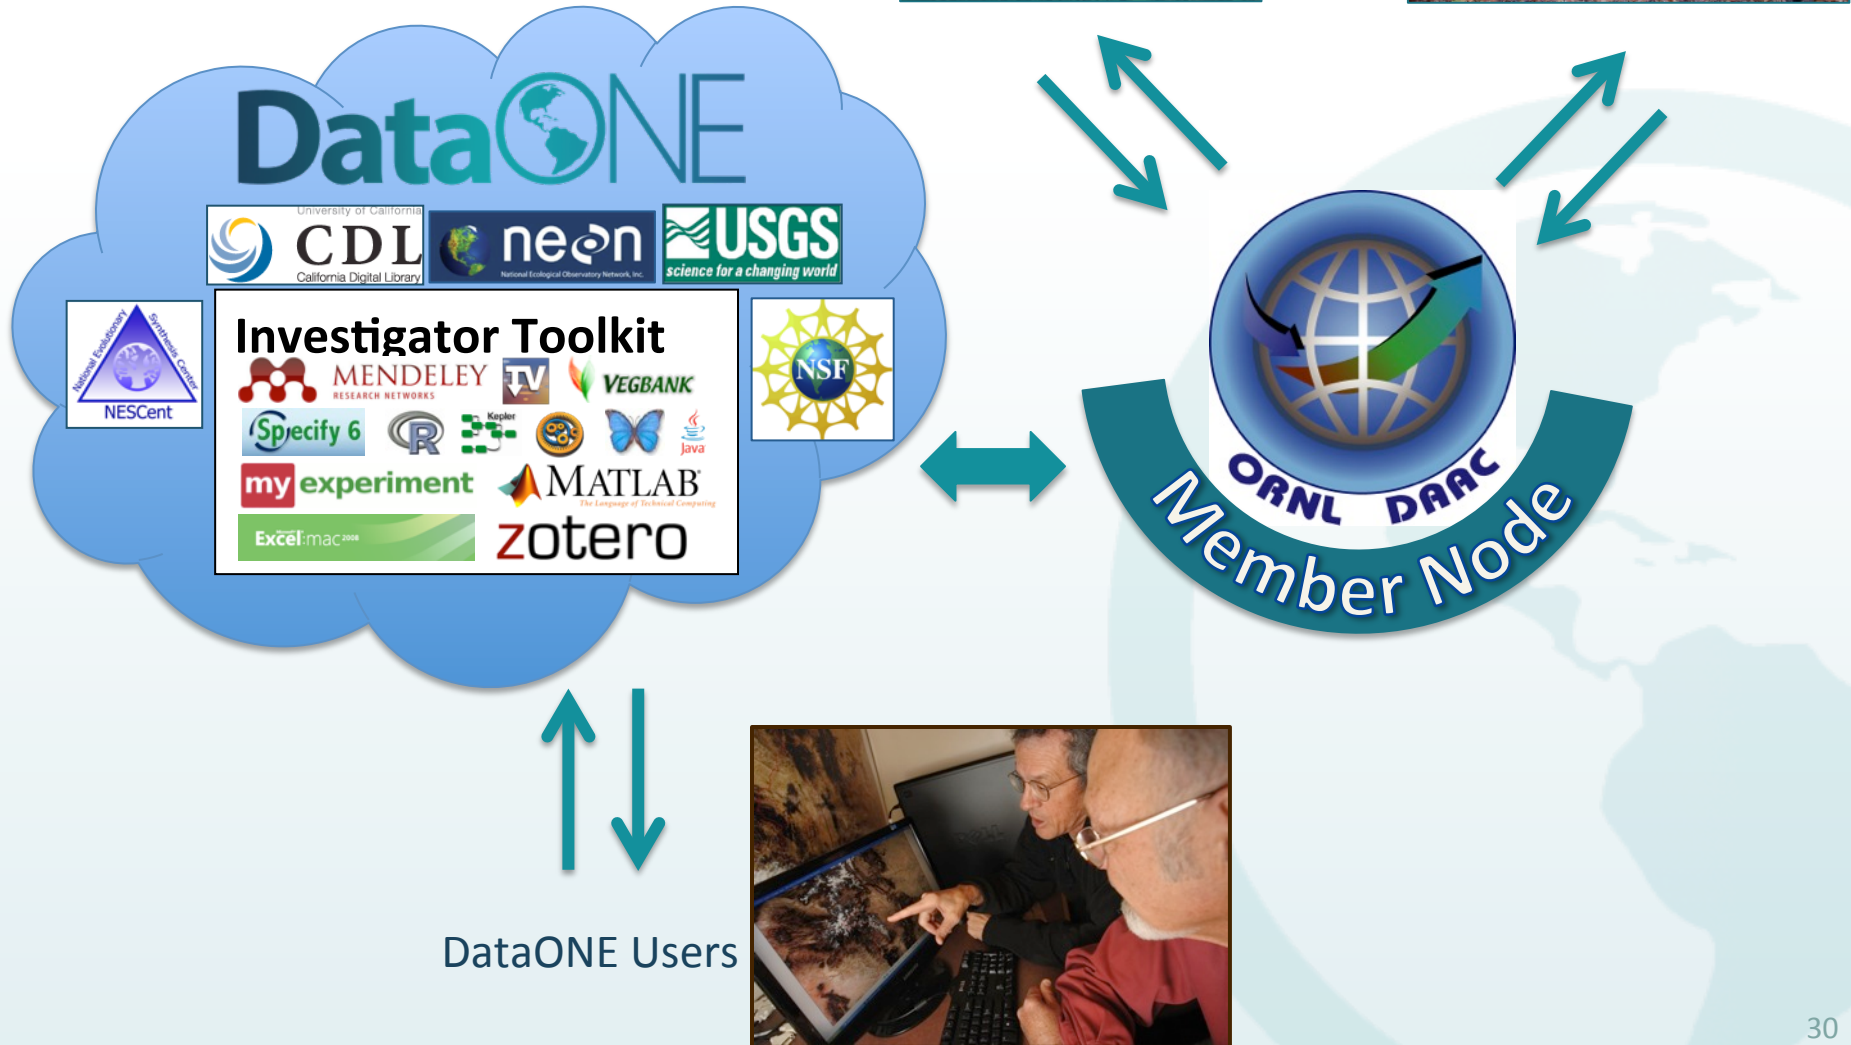 DataONE
University of California
CDL
California Digital Library
neon
National Ecological Observatory Network, Inc.
USGS
science for a changing world
National Evolutionary Synthesis Center
NESCent
Investigator Toolkit
NSF
MENDELEY
RESEARCH NETWORKS
TV
VEGBANK
Specify 6
R
Kepler
Java
my experiment
MATLAB
The Language of Technical Computing
Microsoft
Excel:mac 2008
zotero
ORNL DAAC
Member Node
DataONE Users
DELL
30